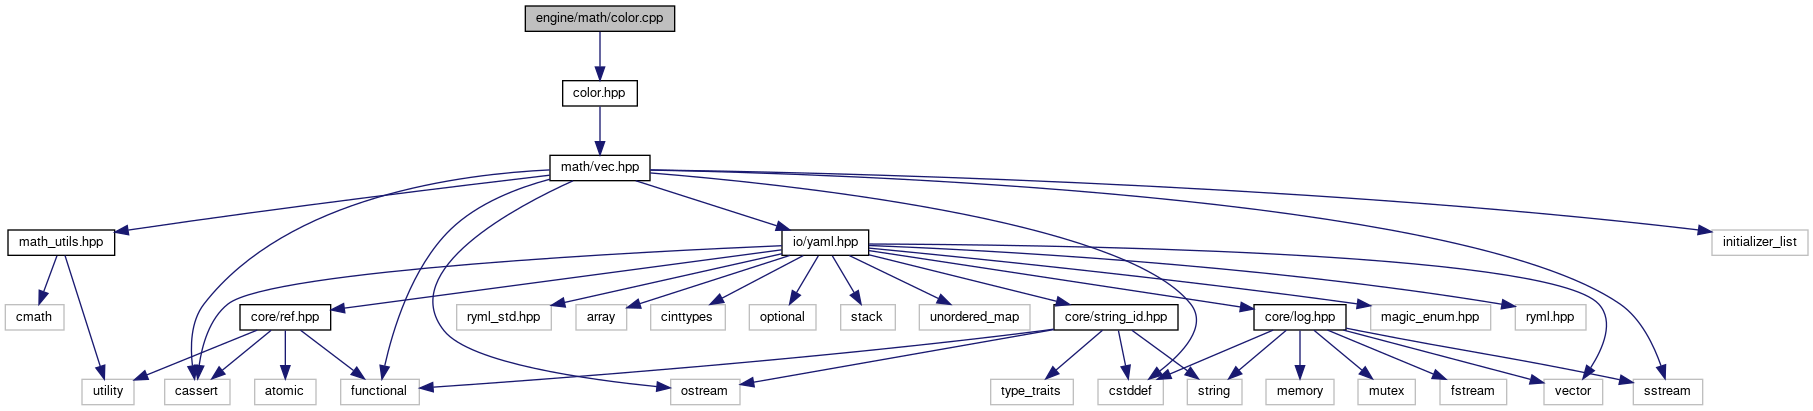 engine/math/color.cpp
color.hpp
math/vec.hpp
math_utils.hpp
io/yaml.hpp
initializer_list
cmath
core/ref.hpp
ryml_std.hpp
array
cinttypes
optional
stack
unordered_map
core/string_id.hpp
core/log.hpp
magic_enum.hpp
ryml.hpp
utility
cassert
atomic
functional
ostream
type_traits
cstddef
string
memory
mutex
fstream
vector
sstream